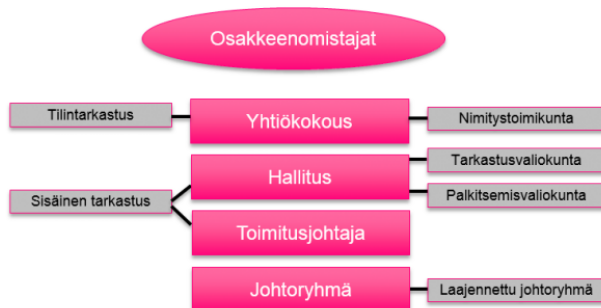 Osakkeenomistajat
Tilintarkastus
Yhtiökokous
Nimitystoimikunta
Hallitus
Tarkastusvaliokunta
Palkitsemisvaliokunta
Sisäinen tarkastus
Toimitusjohtaja
Johtoryhmä
Laajennettu johtoryhmä